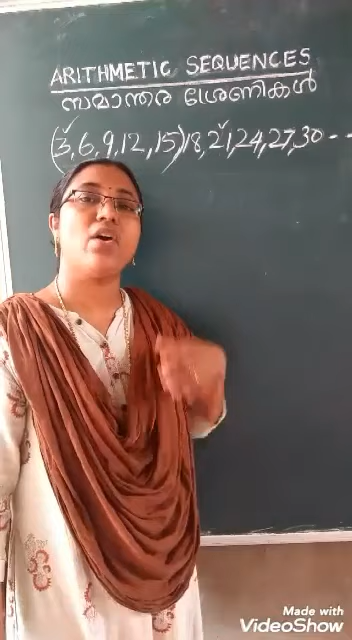 ARITHMETIC SEQUENCES
സമാന്തര ശ്രേണികൾ
(3, 6, 9, 12, 15) 18, 21, 24, 27, 30 - - -
Made with
VideoShow